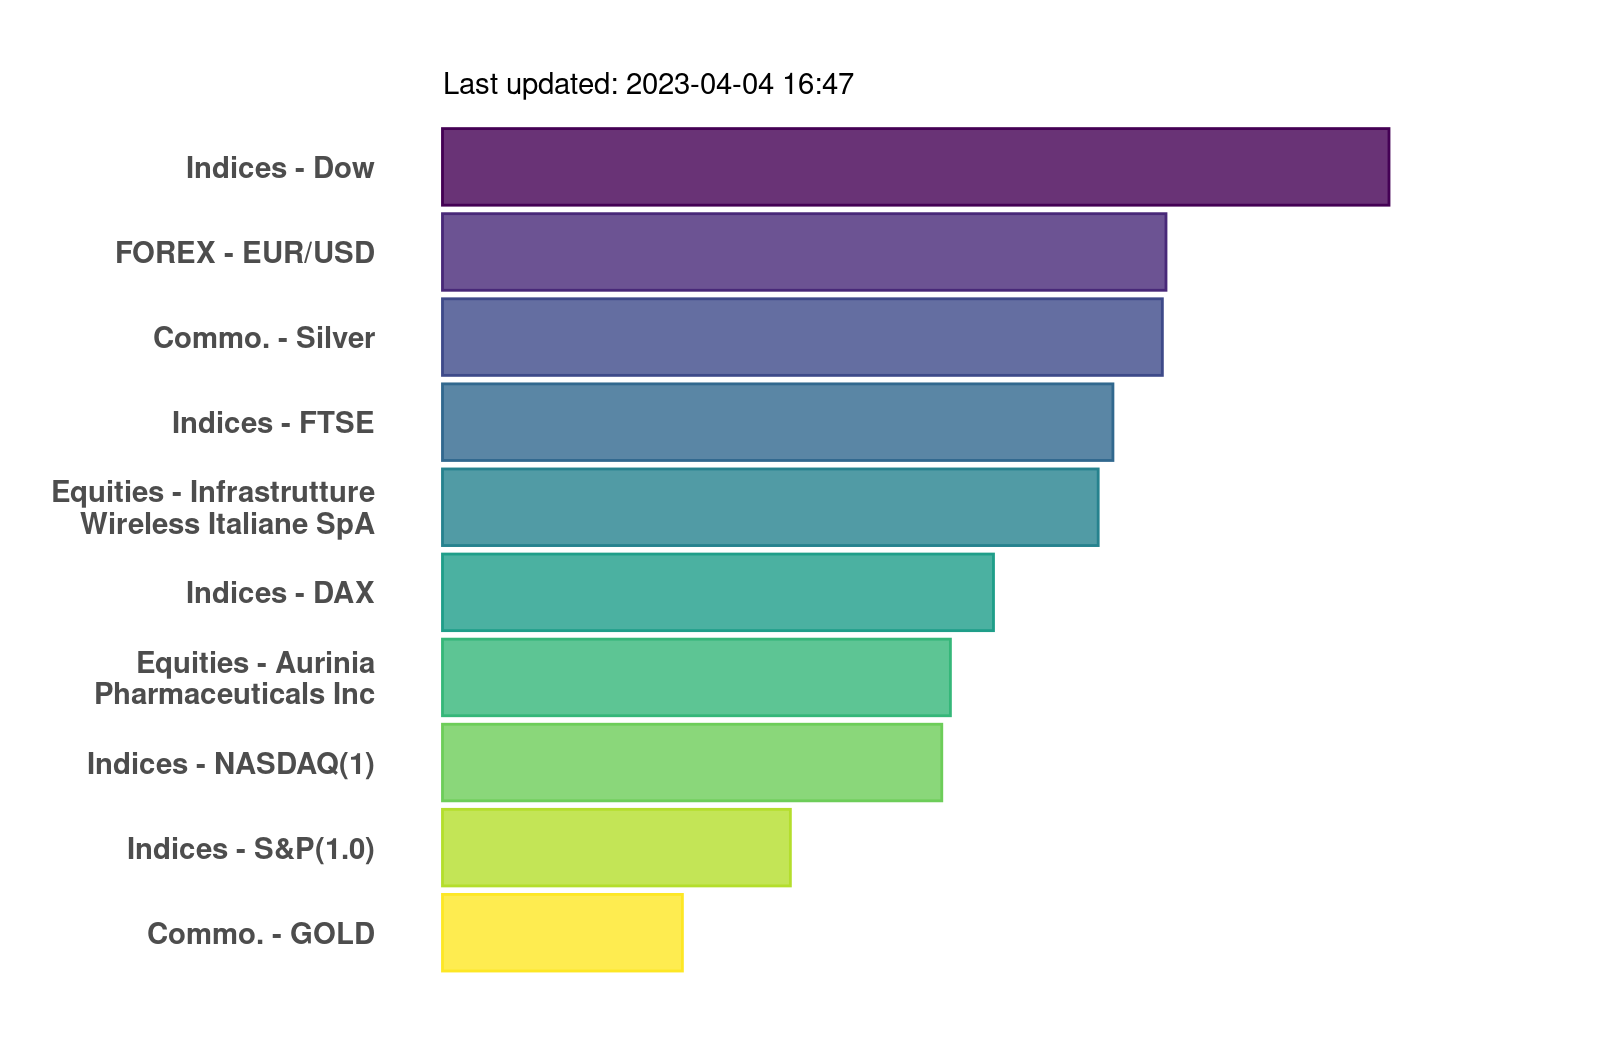 Last updated: 2023-04-04 16:47
Indices - Dow
FOREX - EUR/USD
Commo. - Silver
Indices - FTSE
Equities - Infrastrutture
Wireless Italiane SpA
Indices - DAX
Equities - Aurinia
Pharmaceuticals Inc
Indices - NASDAQ(1)
Indices - S&P(1.0)
Commo. - GOLD